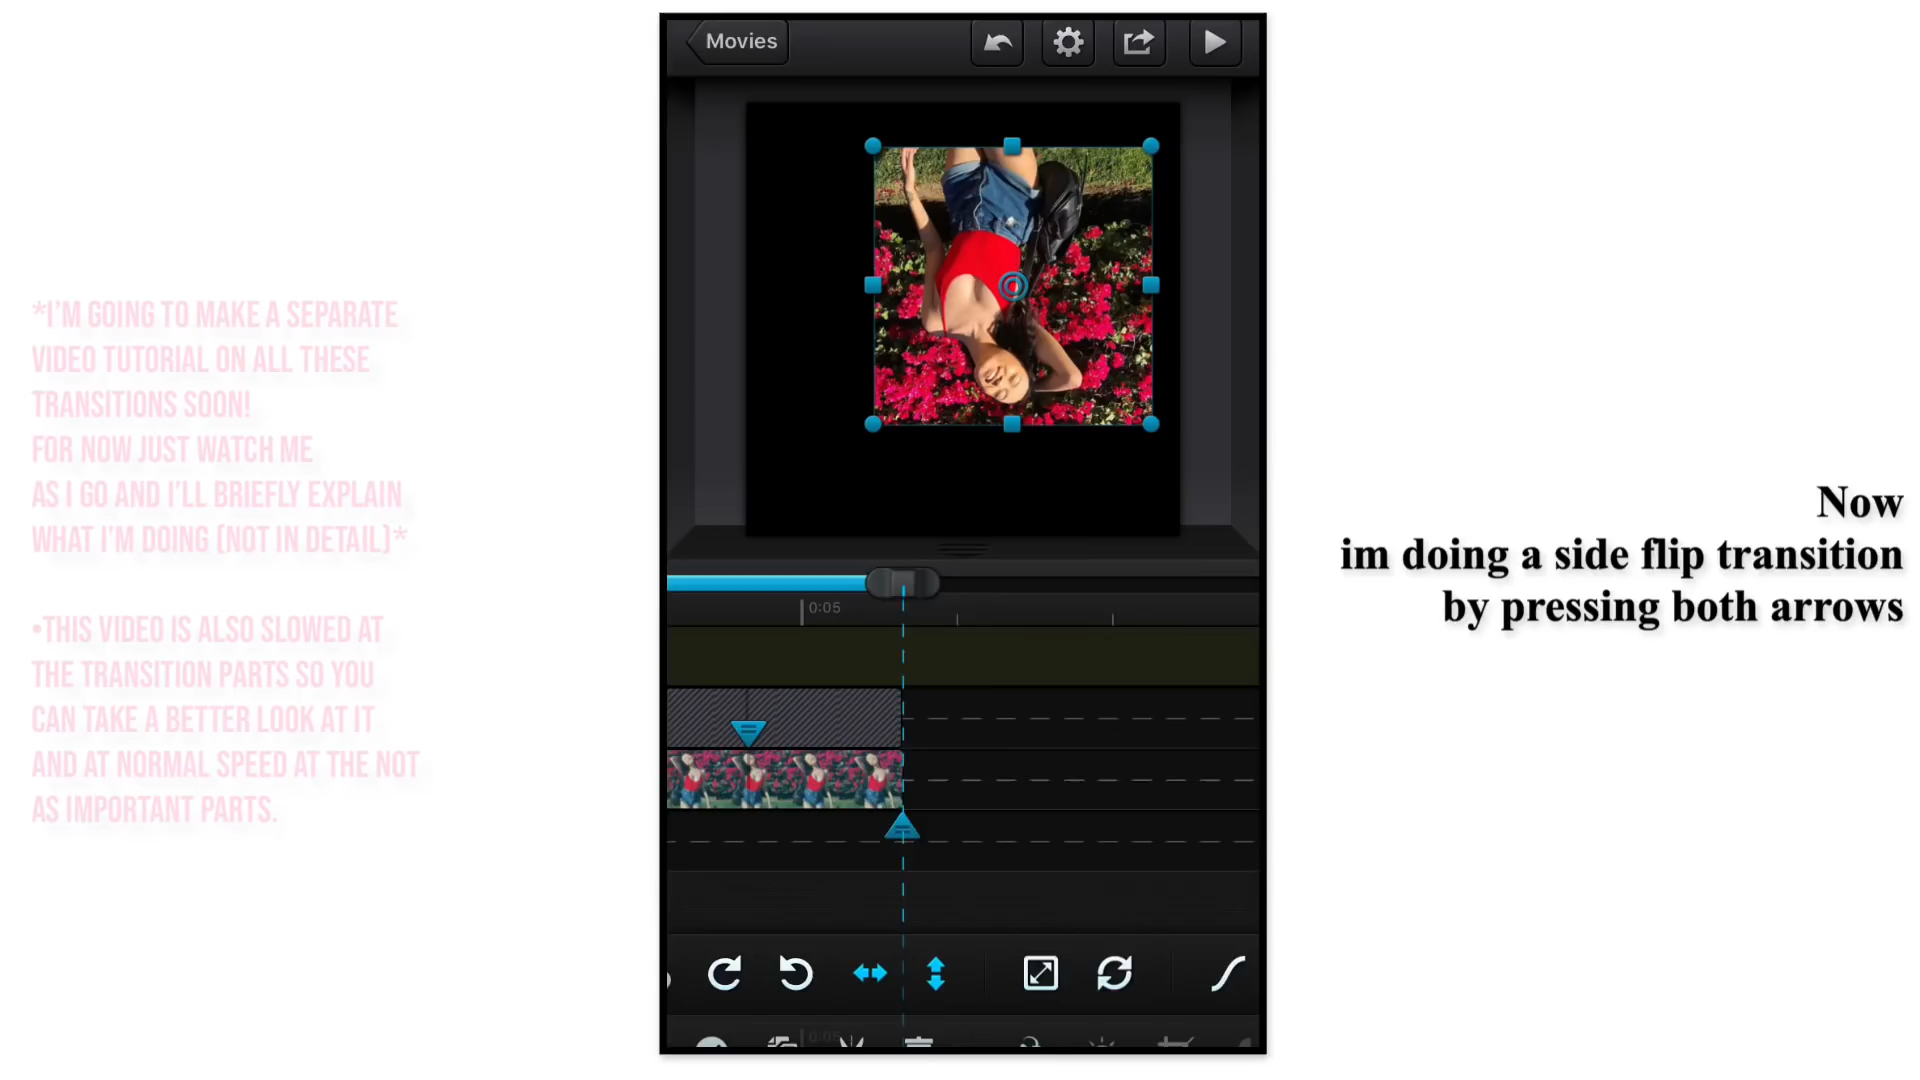 Movies
*I'M GOING TO MAKE A SEPARATE
VIDEO TUTORIAL ON ALL THESE
TRANSITIONS SOON!
FOR NOW JUST WATCH ME
AS I GO AND I'LL BRIEFLY EXPLAIN
WHAT I'M DOING (NOT IN DETAIL)*
•THIS VIDEO IS ALSO SLOWED AT
THE TRANSITION PARTS SO YOU
CAN TAKE A BETTER LOOK AT IT
AND AT NORMAL SPEED AT THE NOT
AS IMPORTANT PARTS.
Now
im doing a side flip transition
by pressing both arrows
0:05
0:05